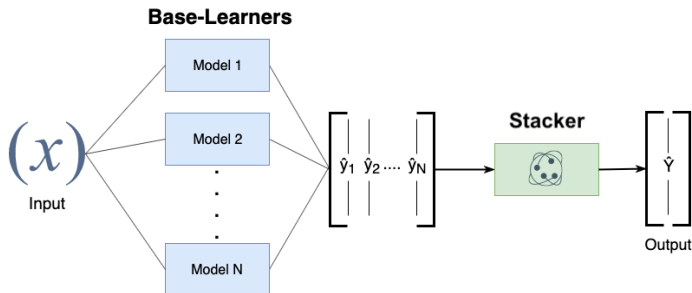 Base-Learners
Model 1
Model 2
Model N
(x)
Input
ŷ1 ŷ2 .... ŷN
Stacker
Ŷ
Output